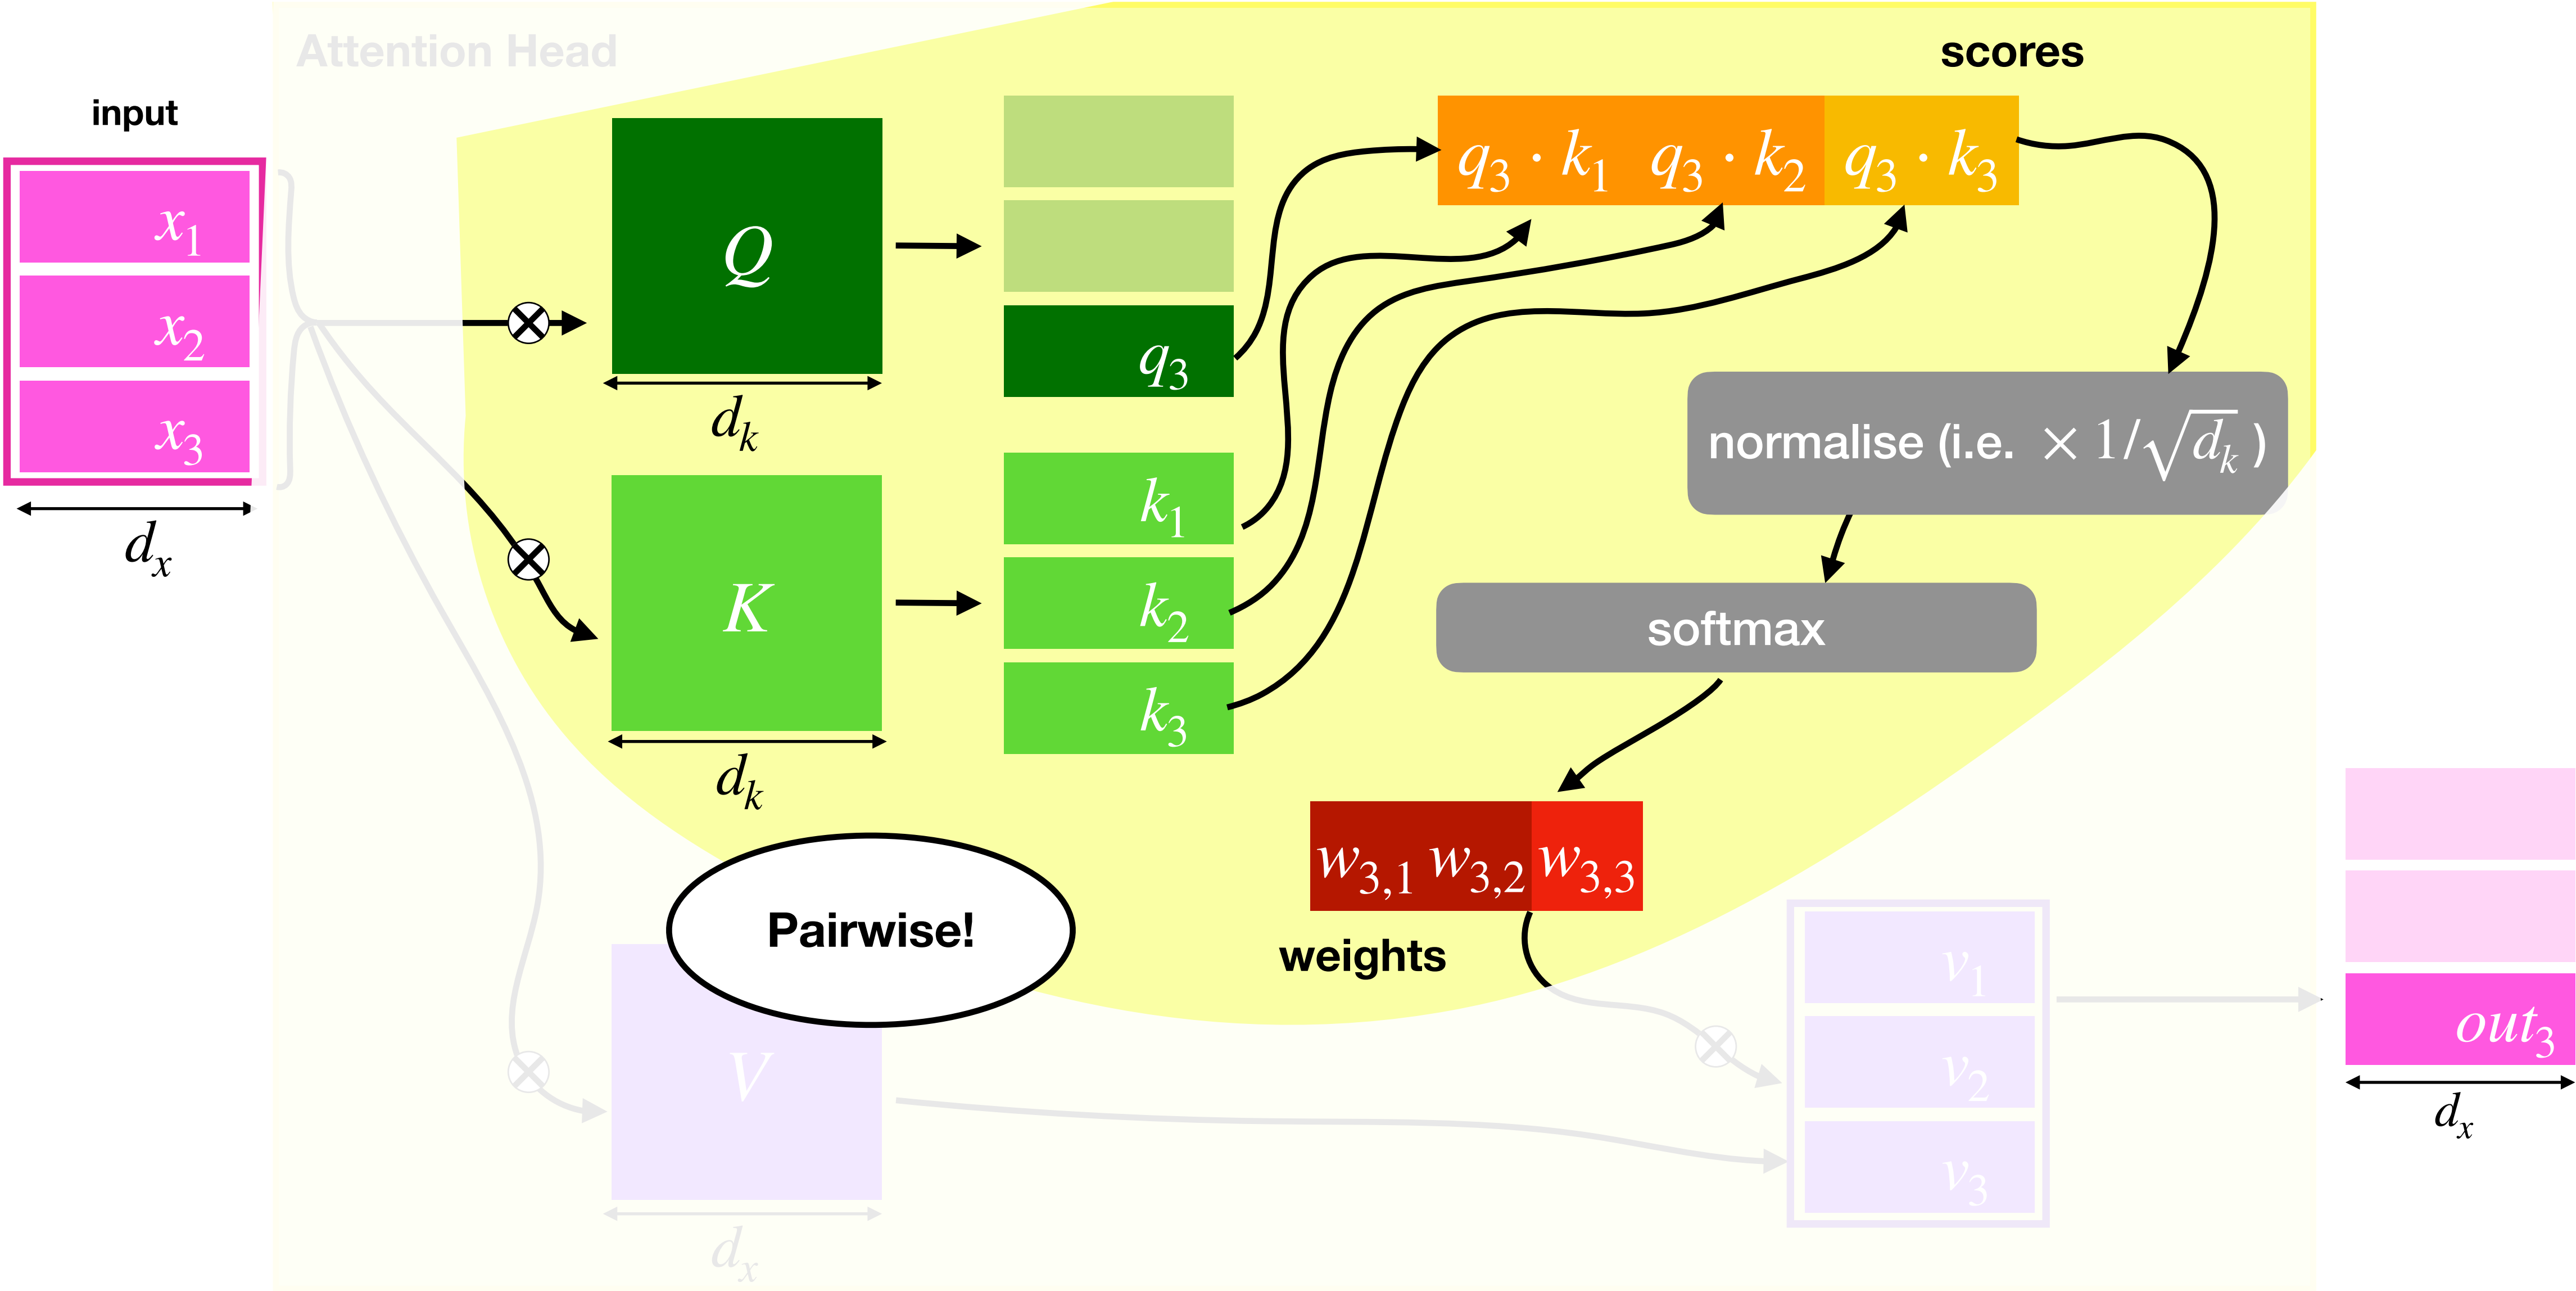 Attention Head
scores
input
x₁
x₂
x₃
dₓ
Q
dₖ
K
dₖ
q₃
k₁
k₂
k₃
q₃ · k₁ q₃ · k₂ q₃ · k₃
normalise (i.e. × 1/√dₖ )
softmax
w₃,₁ w₃,₂ w₃,₃
weights
Pairwise!
V
dₓ
v₁
v₂
v₃
out₃
dₓ